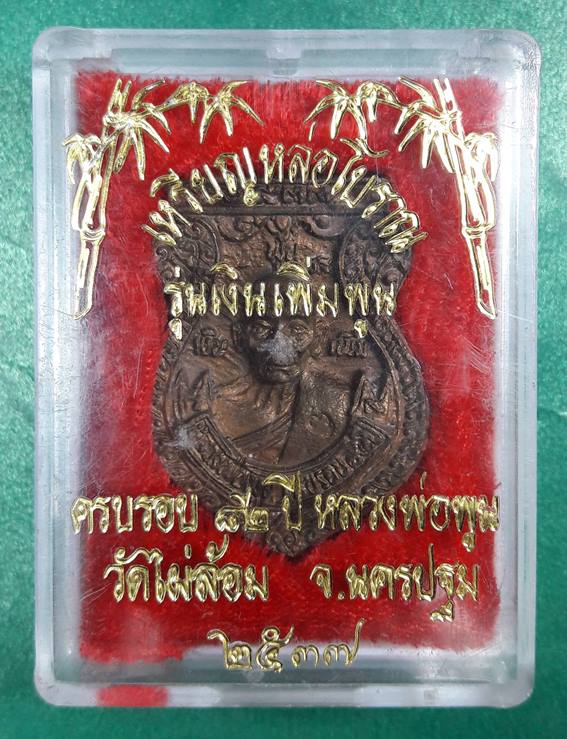 เหรียญหล่อโบราณ
รุ่นเงินเพิ่มพูน
ครบรอบ ๘๒ ปี หลวงพ่อพูน
วัดไผ่ล้อม จ.นครปฐม
๒๕๓๗